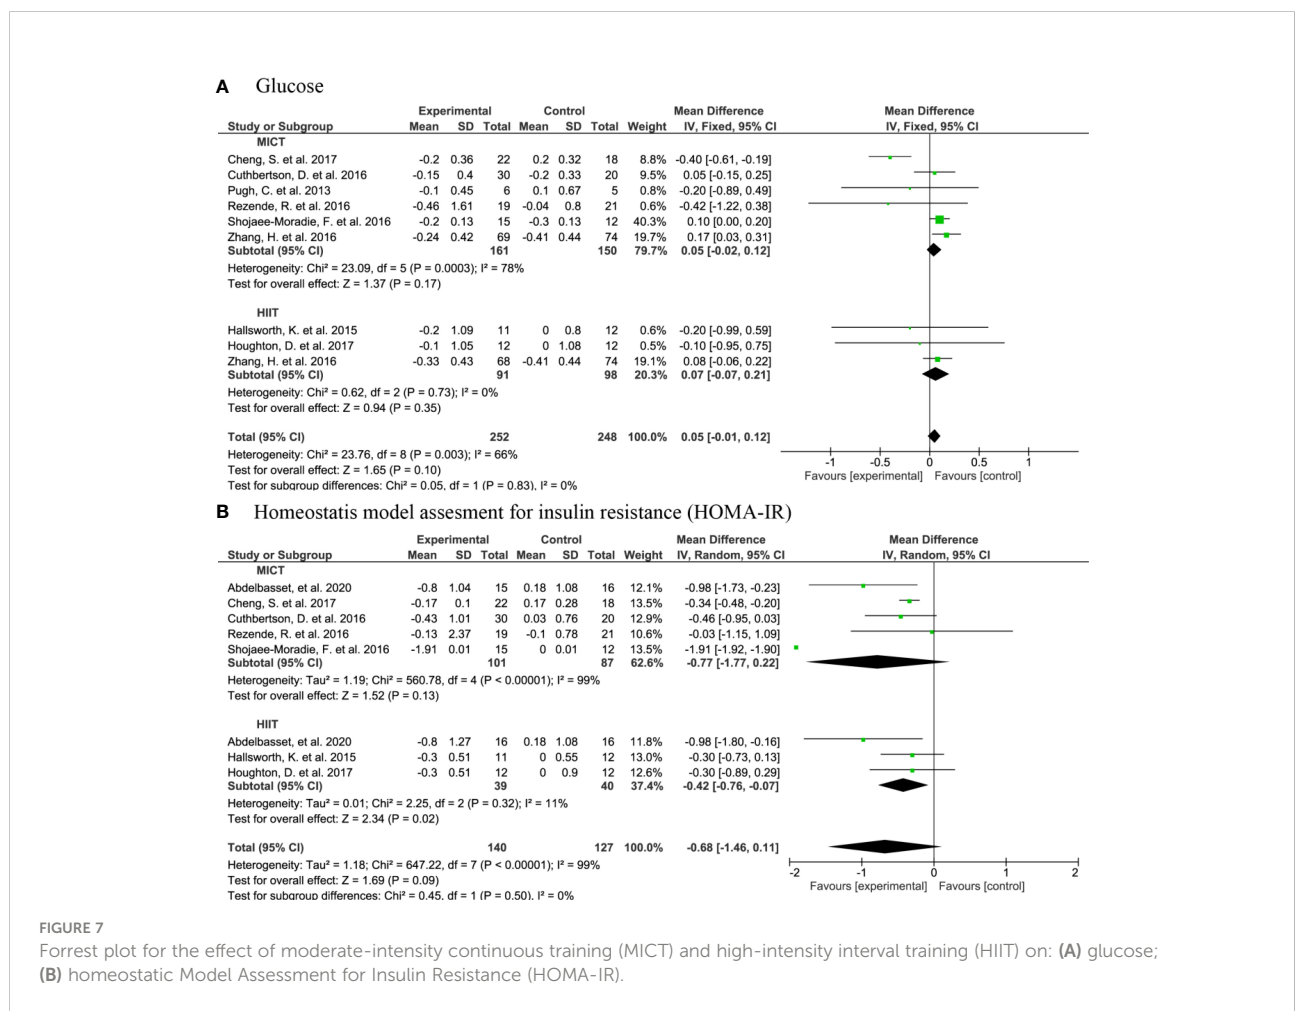 A Glucose
Experimental Control Mean Difference Mean Difference
Study or Subgroup Mean SD Total Mean SD Total Weight IV, Fixed, 95% CI IV, Fixed, 95% CI
MICT
Cheng, S. et al. 2017 -0.2 0.36 22 0.2 0.32 18 8.8% -0.40 [-0.61, -0.19]
Cuthbertson, D. et al. 2016 -0.15 0.4 30 -0.2 0.33 20 9.5% 0.05 [-0.15, 0.25]
Pugh, C. et al. 2013 -0.1 0.45 6 0.1 0.67 5 0.8% -0.20 [-0.89, 0.49]
Rezende, R. et al. 2016 -0.46 1.61 19 -0.04 0.8 21 0.6% -0.42 [-1.22, 0.38]
Shojaee-Moradie, F. et al. 2016 -0.2 0.13 15 -0.3 0.13 12 40.3% 0.10 [0.00, 0.20]
Zhang, H. et al. 2016 -0.24 0.42 69 -0.41 0.44 74 19.7% 0.17 [0.03, 0.31]
Subtotal (95% CI) 161 150 79.7% 0.05 [-0.02, 0.12]
Heterogeneity: Chi² = 23.09, df = 5 (P = 0.0003); I² = 78%
Test for overall effect: Z = 1.37 (P = 0.17)
HIIT
Hallsworth, K. et al. 2015 -0.2 1.09 11 0 0.8 12 0.6% -0.20 [-0.99, 0.59]
Houghton, D. et al. 2017 -0.1 1.05 12 0 1.08 12 0.5% -0.10 [-0.95, 0.75]
Zhang, H. et al. 2016 -0.33 0.43 68 -0.41 0.44 74 19.1% 0.08 [-0.06, 0.22]
Subtotal (95% CI) 91 98 20.3% 0.07 [-0.07, 0.21]
Heterogeneity: Chi² = 0.62, df = 2 (P = 0.73); I² = 0%
Test for overall effect: Z = 0.94 (P = 0.35)
Total (95% CI) 252 248 100.0% 0.05 [-0.01, 0.12]
Heterogeneity: Chi² = 23.76, df = 8 (P = 0.003); I² = 66%
Test for overall effect: Z = 1.65 (P = 0.10)
Test for subgroup differences: Chi² = 0.05, df = 1 (P = 0.83), I² = 0%
-1 -0.5 0 0.5 1
Favours [experimental] Favours [control]
B Homeostatis model assesment for insulin resistance (HOMA-IR)
Experimental Control Mean Difference Mean Difference
Study or Subgroup Mean SD Total Mean SD Total Weight IV, Random, 95% CI IV, Random, 95% CI
MICT
Abdelbasset, et al. 2020 -0.8 1.04 15 0.18 1.08 16 12.1% -0.98 [-1.73, -0.23]
Cheng, S. et al. 2017 -0.17 0.1 22 0.17 0.28 18 13.5% -0.34 [-0.48, -0.20]
Cuthbertson, D. et al. 2016 -0.43 1.01 30 0.03 0.76 20 12.9% -0.46 [-0.95, 0.03]
Rezende, R. et al. 2016 -0.13 2.37 19 -0.1 0.78 21 10.6% -0.03 [-1.15, 1.09]
Shojaee-Moradie, F. et al. 2016 -1.91 0.01 15 0 0.01 12 13.5% -1.91 [-1.92, -1.90]
Subtotal (95% CI) 101 87 62.6% -0.77 [-1.77, 0.22]
Heterogeneity: Tau² = 1.19; Chi² = 560.78, df = 4 (P < 0.00001); I² = 99%
Test for overall effect: Z = 1.52 (P = 0.13)
HIIT
Abdelbasset, et al. 2020 -0.8 1.27 16 0.18 1.08 16 11.8% -0.98 [-1.80, -0.16]
Hallsworth, K. et al. 2015 -0.3 0.51 11 0 0.55 12 13.0% -0.30 [-0.73, 0.13]
Houghton, D. et al. 2017 -0.3 0.51 12 0 0.9 12 12.6% -0.30 [-0.89, 0.29]
Subtotal (95% CI) 39 40 37.4% -0.42 [-0.76, -0.07]
Heterogeneity: Tau² = 0.01; Chi² = 2.25, df = 2 (P = 0.32); I² = 11%
Test for overall effect: Z = 2.34 (P = 0.02)
Total (95% CI) 140 127 100.0% -0.68 [-1.46, 0.11]
Heterogeneity: Tau² = 1.18; Chi² = 647.22, df = 7 (P < 0.00001); I² = 99%
Test for overall effect: Z = 1.69 (P = 0.09)
Test for subgroup differences: Chi² = 0.45, df = 1 (P = 0.50), I² = 0%
-2 -1 0 1 2
Favours [experimental] Favours [control]
FIGURE 7
Forrest plot for the effect of moderate-intensity continuous training (MICT) and high-intensity interval training (HIIT) on: (A) glucose;
(B) homeostatic Model Assessment for Insulin Resistance (HOMA-IR).